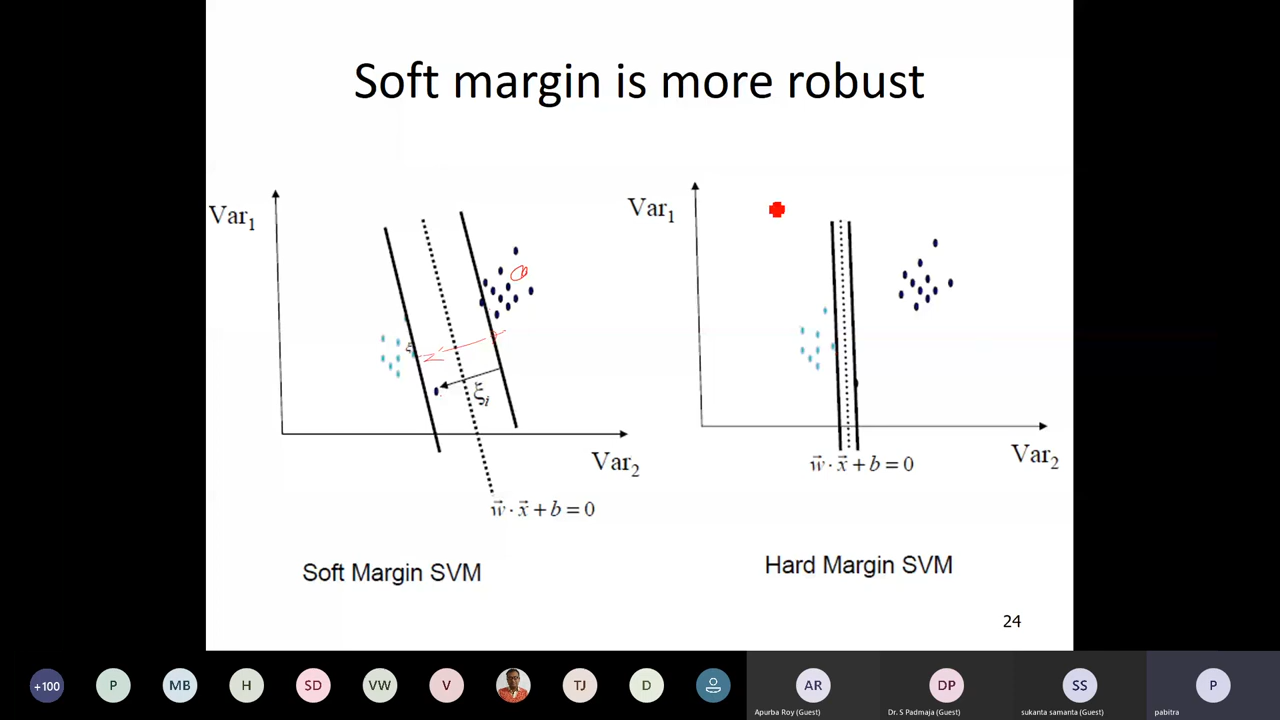 Soft margin is more robust
Var1
Var1
ξ
ξi
Var2
Var2
w⃗ · x⃗ + b = 0
w⃗ · x⃗ + b = 0
Soft Margin SVM
Hard Margin SVM
24
+100
P
MB
H
SD
VW
V
TJ
D
AR
DP
SS
P
Apurba Roy (Guest)
Dr. S Padmaja (Guest)
sukanta samanta (Guest)
pabitra